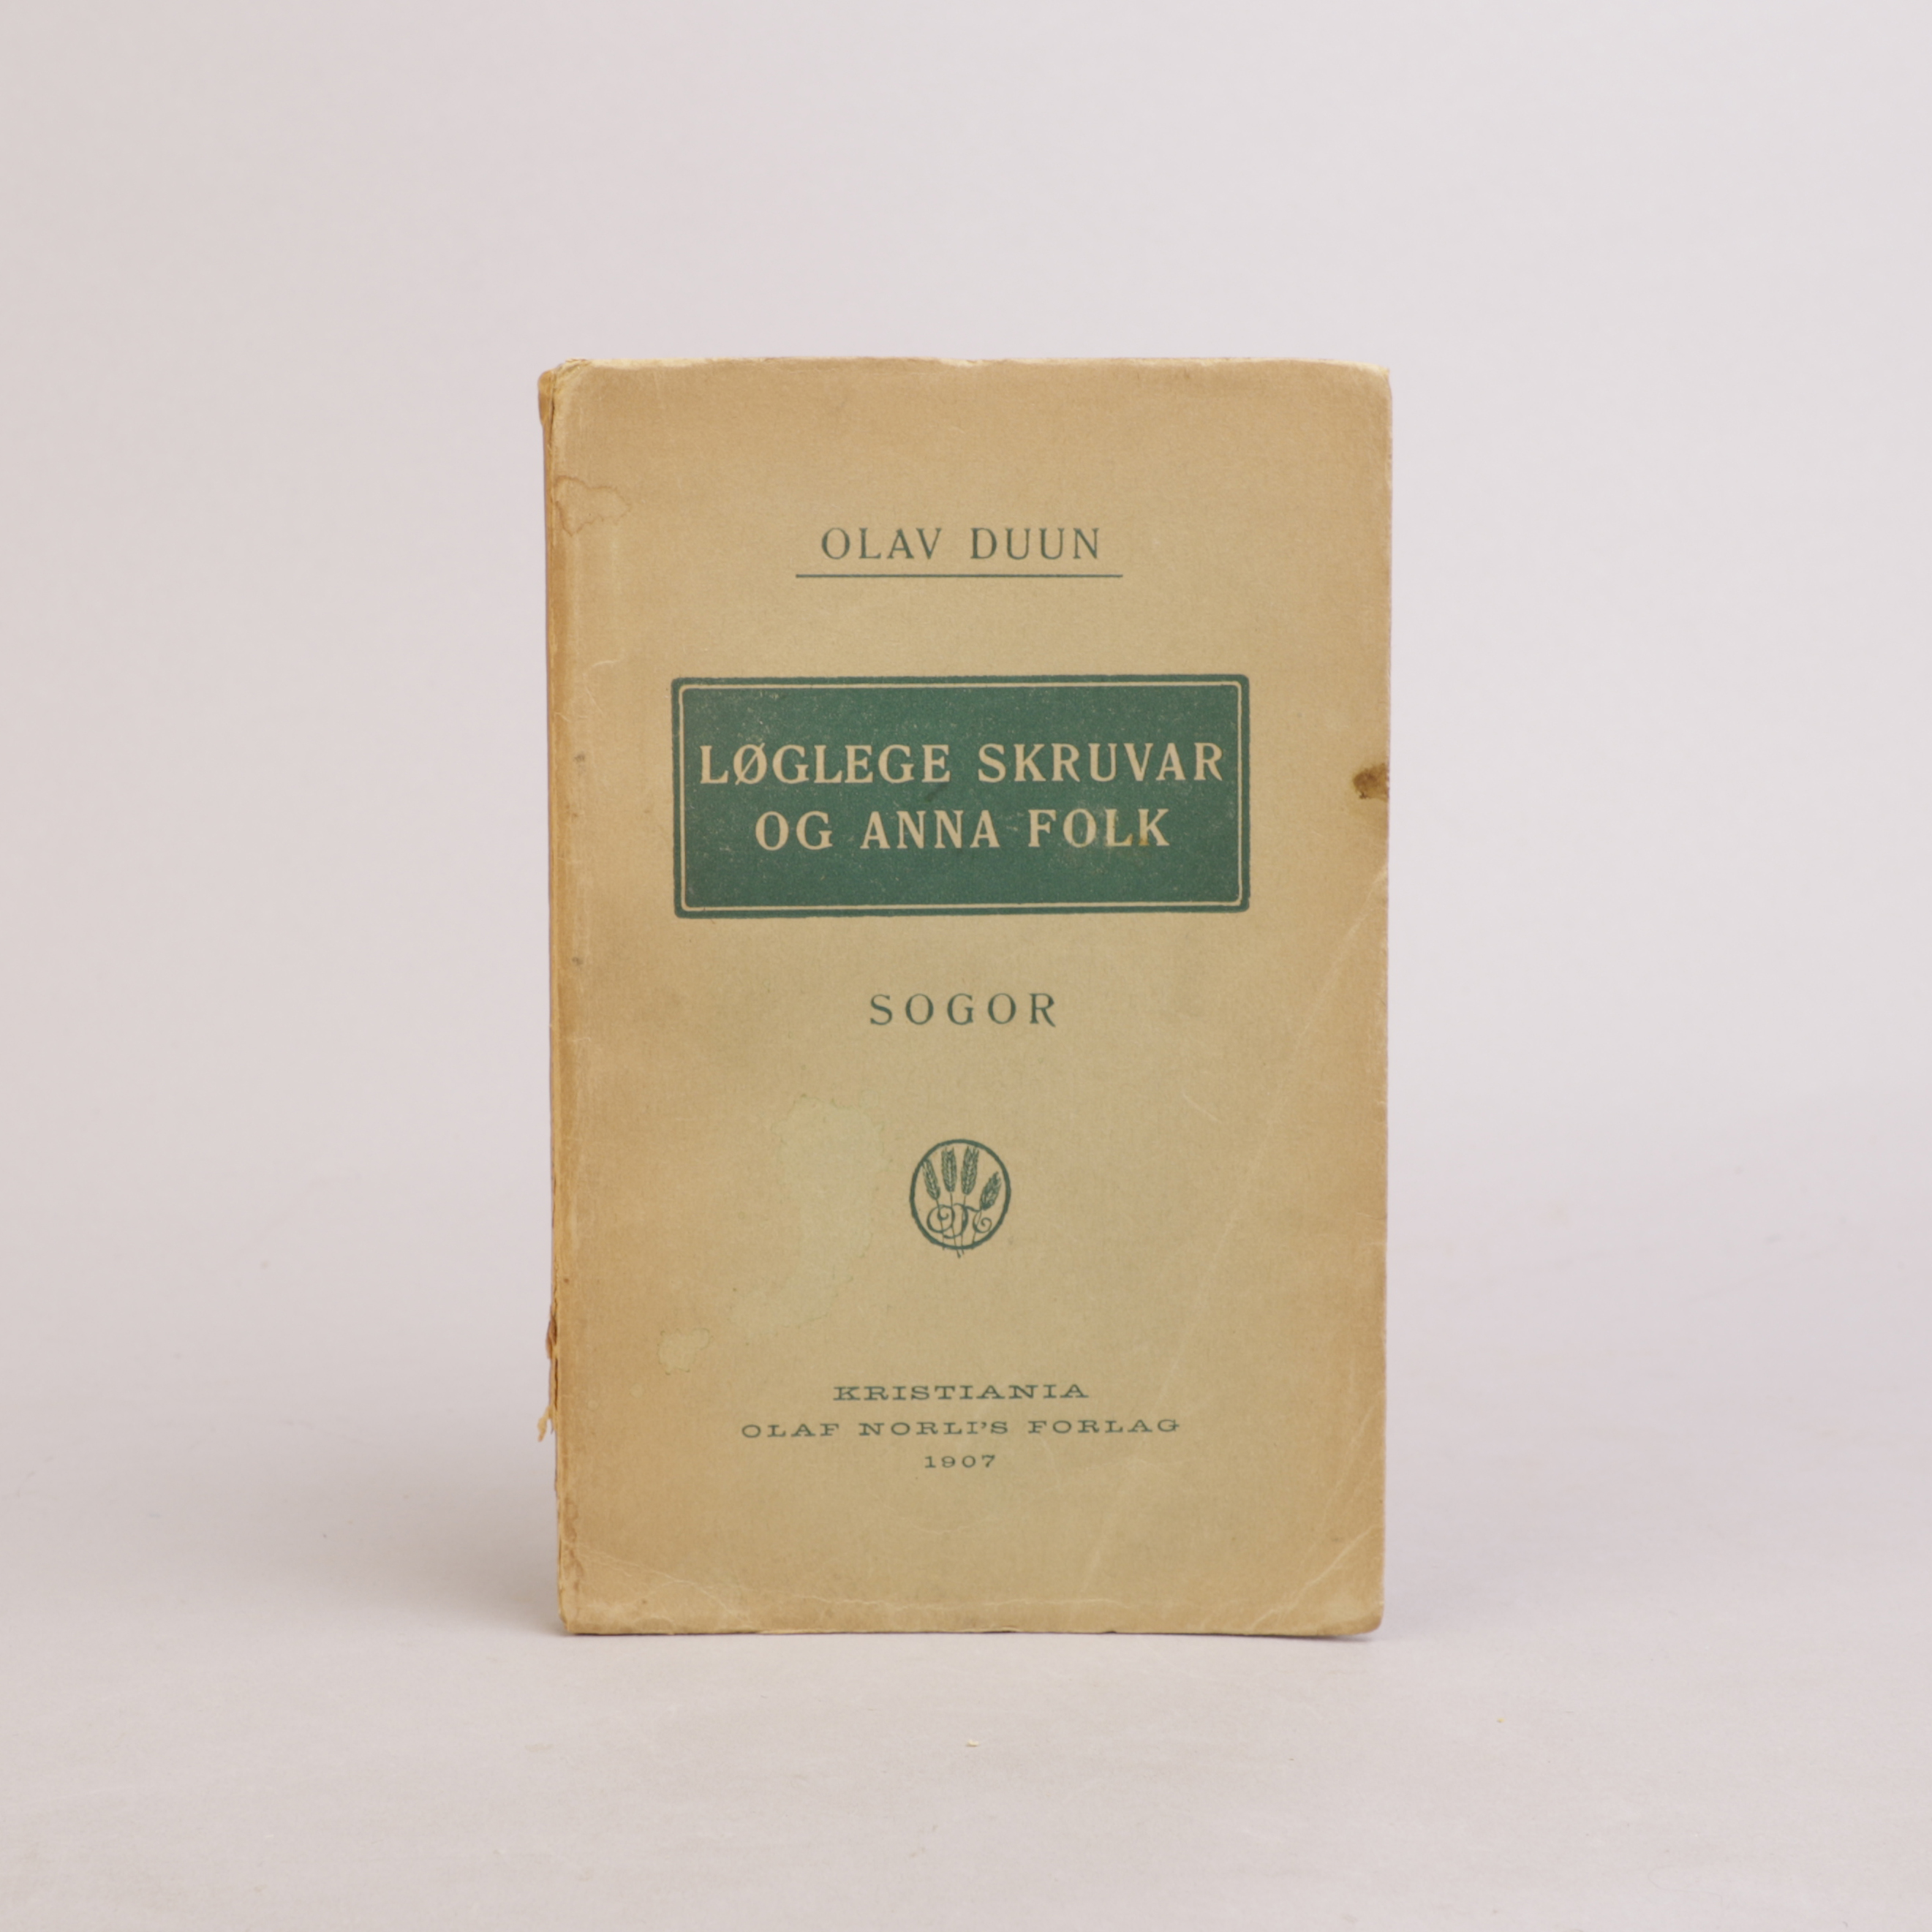 OLAV DUUN
LØGLEGE SKRUVAR
OG ANNA FOLK
SOGOR
KRISTIANIA
OLAF NORLI'S FORLAG
1907